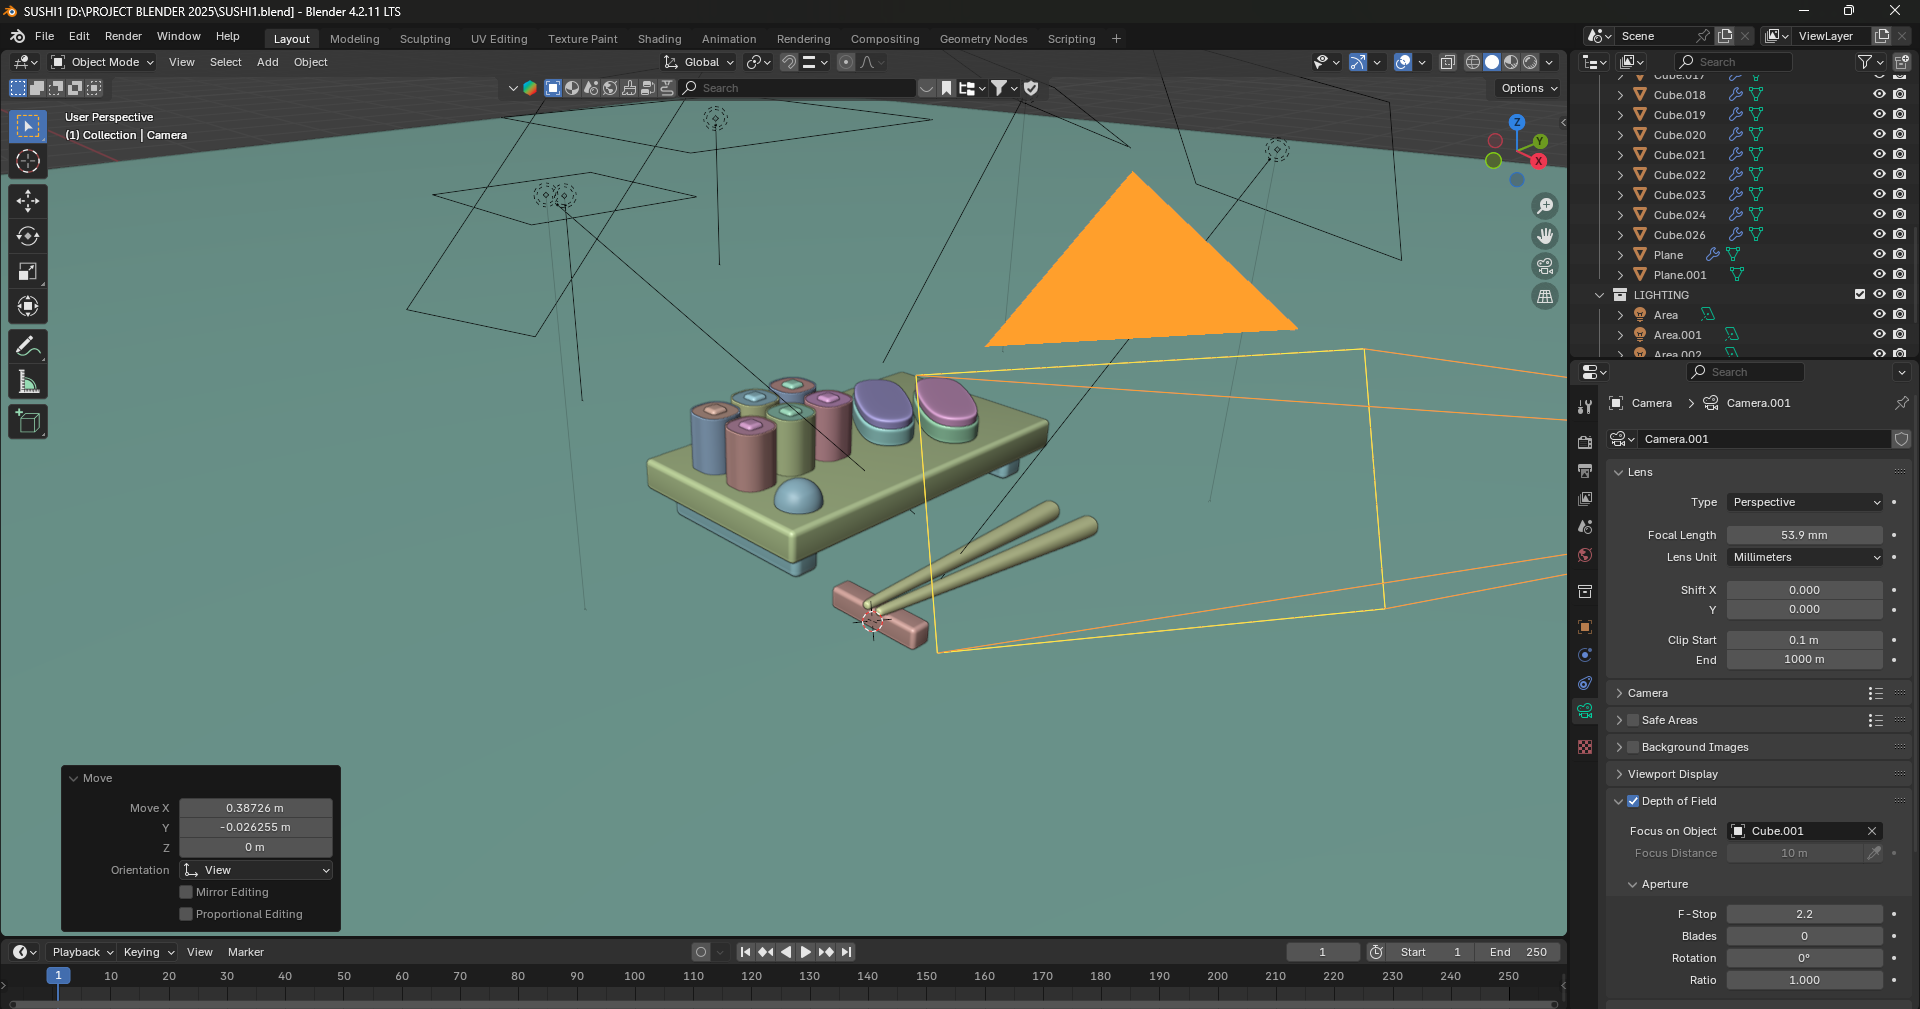 SUSHI1 [D:\PROJECT BLENDER 2025\SUSHI1.blend] - Blender 4.2.11 LTS
File Edit Render Window Help
Layout Modeling Sculpting UV Editing Texture Paint Shading Animation Rendering Compositing Geometry Nodes Scripting
Scene
ViewLayer
Object Mode View Select Add Object
Global
Search
Options
User Perspective
(1) Collection | Camera
Z
Y
X
Search
Cube.017
Cube.018
Cube.019
Cube.020
Cube.021
Cube.022
Cube.023
Cube.024
Cube.026
Plane
Plane.001
LIGHTING
Area
Area.001
Area.002
Search
Camera
Camera.001
Camera.001
Lens
Type Perspective
Focal Length 53.9 mm
Lens Unit Millimeters
Shift X 0.000
Y 0.000
Clip Start 0.1 m
End 1000 m
Camera
Safe Areas
Background Images
Viewport Display
Depth of Field
Focus on Object Cube.001
Focus Distance 10 m
Aperture
F-Stop 2.2
Blades 0
Rotation 0°
Ratio 1.000
Move
Move X 0.38726 m
Y -0.026255 m
Z 0 m
Orientation View
Mirror Editing
Proportional Editing
Playback Keying View Marker
1
Start 1
End 250
1 10 20 30 40 50 60 70 80 90 100 110 120 130 140 150 160 170 180 190 200 210 220 230 240 250